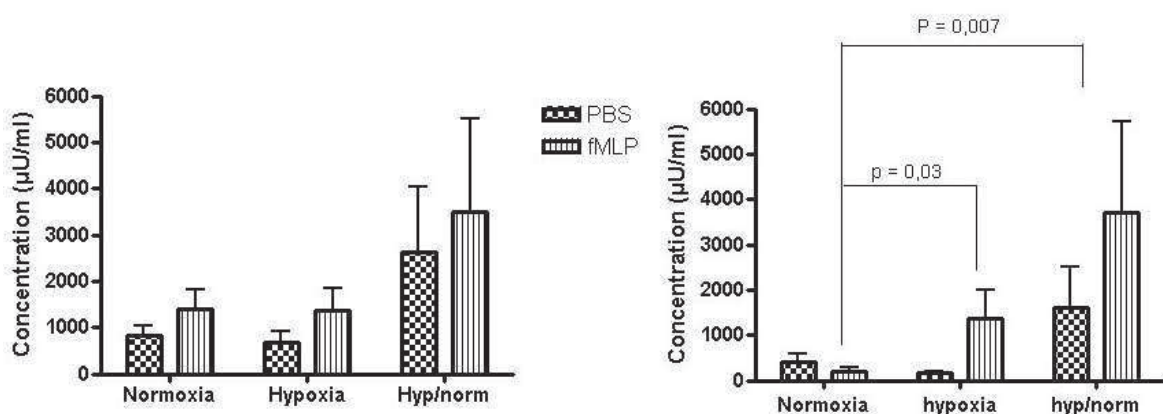 Concentration (µU/ml)
6000
5000
4000
3000
2000
1000
0
Normoxia Hypoxia Hyp/norm
PBS
fMLP
P = 0,007
p = 0,03
Concentration (µU/ml)
6000
5000
4000
3000
2000
1000
0
Normoxia hypoxia hyp/norm